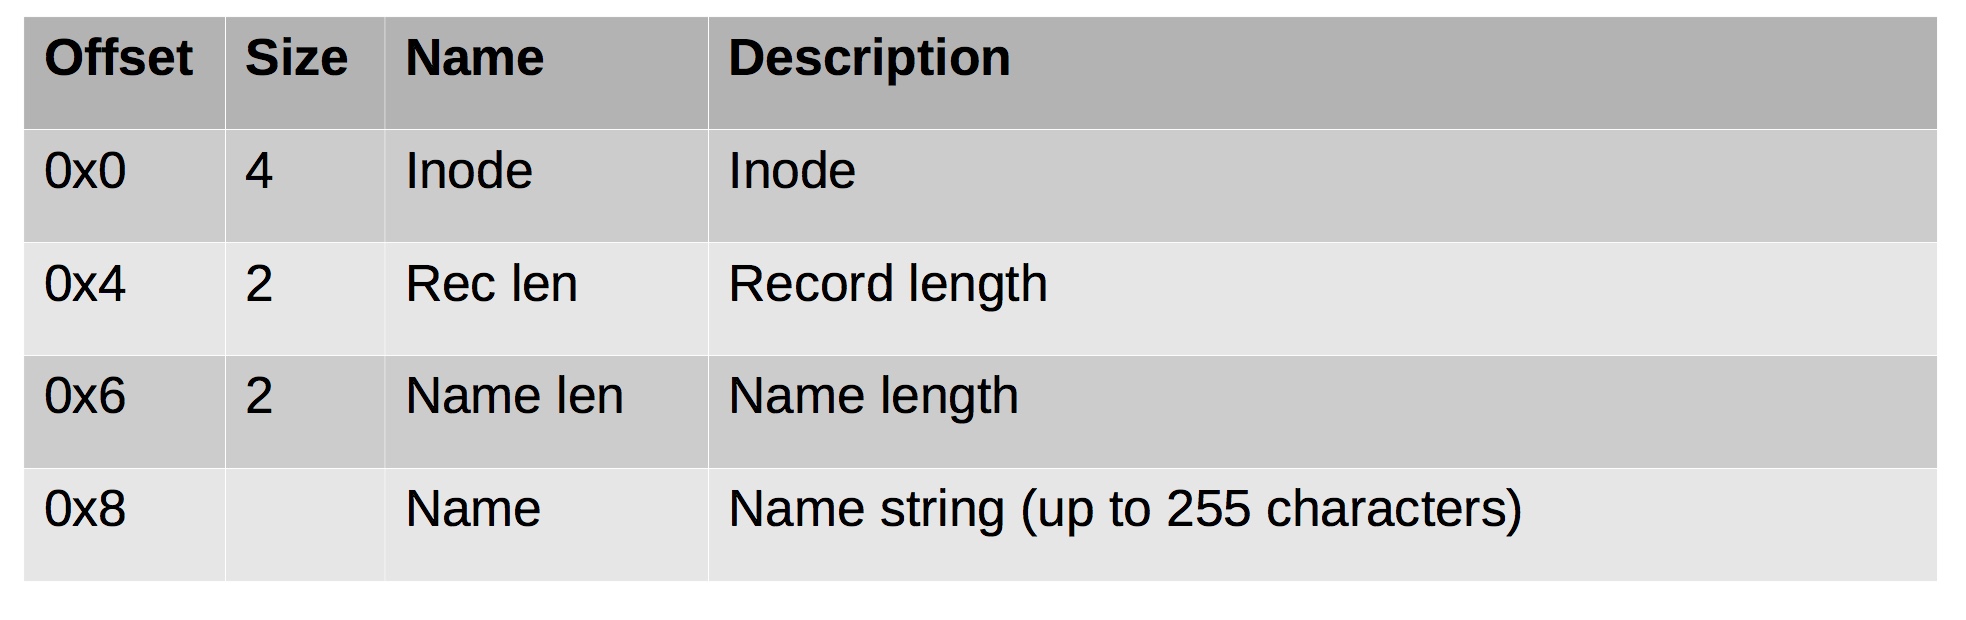 Offset Size Name Description
0x0 4 Inode Inode
0x4 2 Rec len Record length
0x6 2 Name len Name length
0x8 Name Name string (up to 255 characters)